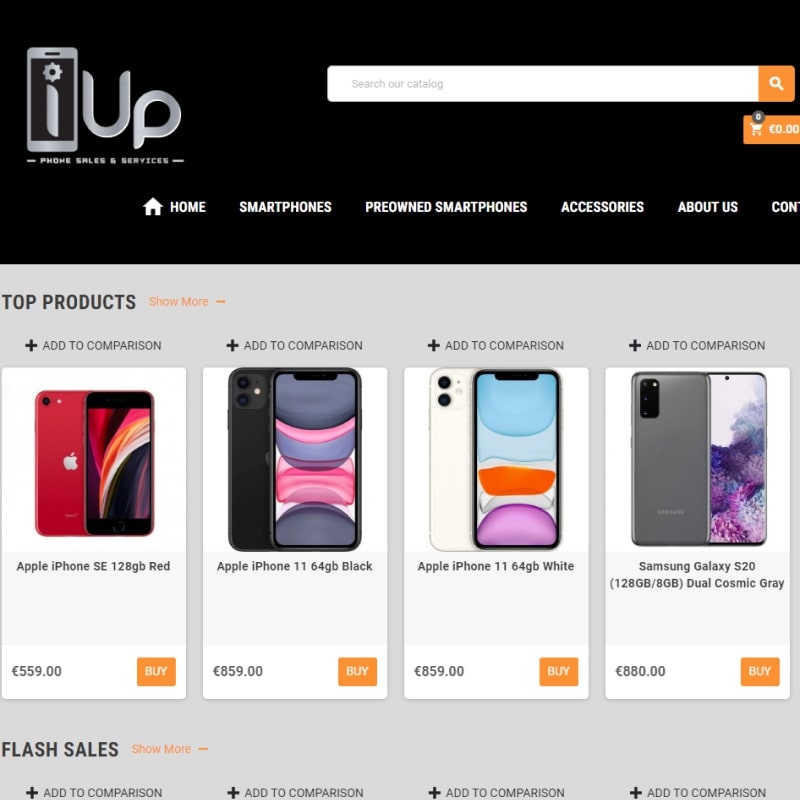 iUp
PHONE SALES & SERVICES
Search our catalog
0
€0.00
HOME SMARTPHONES PREOWNED SMARTPHONES ACCESSORIES ABOUT US CONT
TOP PRODUCTS Show More
ADD TO COMPARISON ADD TO COMPARISON ADD TO COMPARISON ADD TO COMPARISON
SAMSUNG
Apple iPhone SE 128gb Red
Apple iPhone 11 64gb Black
Apple iPhone 11 64gb White
Samsung Galaxy S20
(128GB/8GB) Dual Cosmic Gray
€559.00 BUY €859.00 BUY €859.00 BUY €880.00 BUY
FLASH SALES Show More
ADD TO COMPARISON ADD TO COMPARISON ADD TO COMPARISON ADD TO COMPARISON